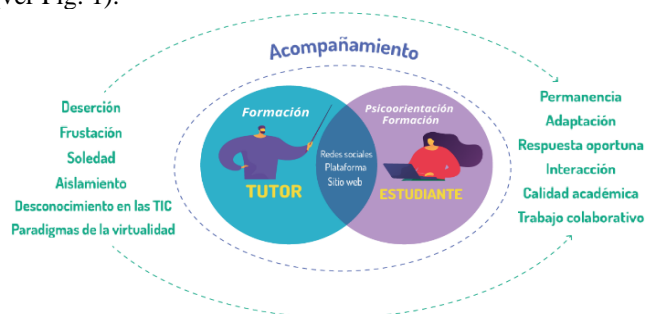 (ver Fig. 1).
Acompañamiento
Deserción
Frustación
Soledad
Aislamiento
Desconocimiento en las TIC
Paradigmas de la virtualidad
Formación
TUTOR
Redes sociales
Plataforma
Sitio web
Psicoorientación
Formación
ESTUDIANTE
Permanencia
Adaptación
Respuesta oportuna
Interacción
Calidad académica
Trabajo colaborativo